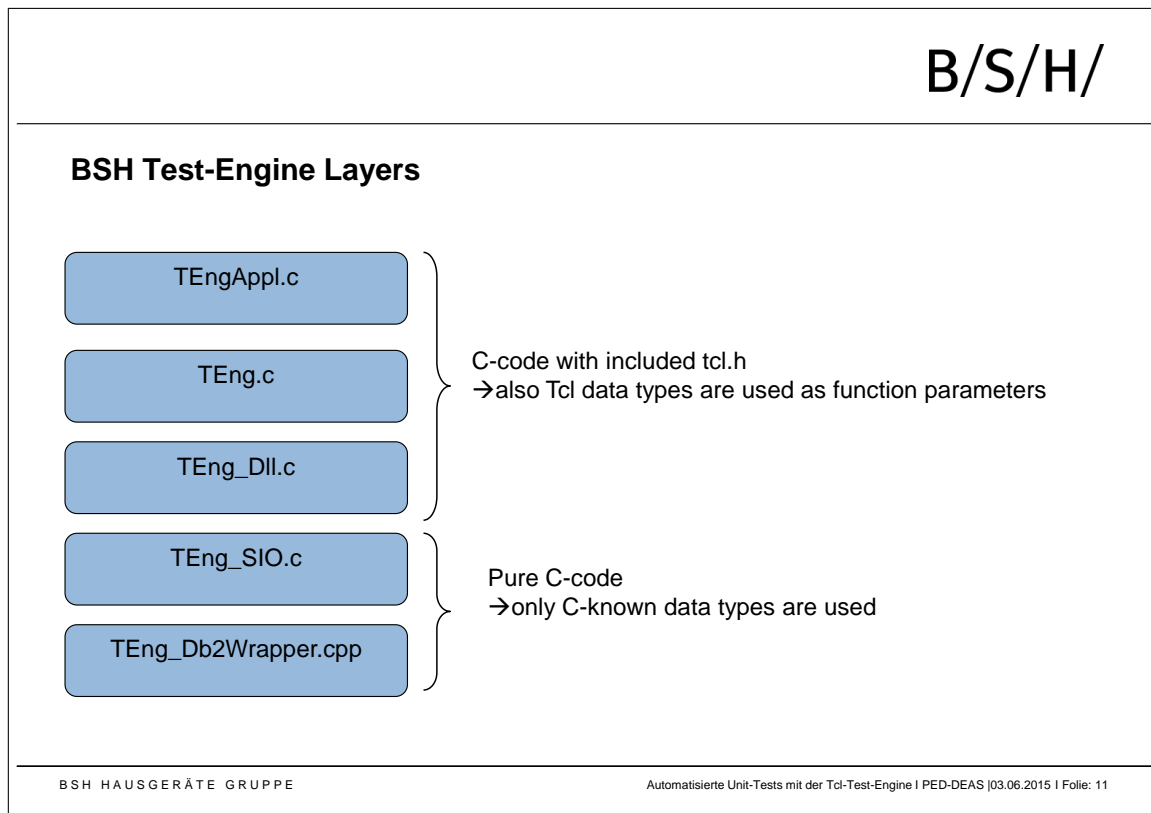 B/S/H/
BSH Test-Engine Layers
TEngAppl.c
TEng.c
TEng_Dll.c
C-code with included tcl.h
→also Tcl data types are used as function parameters
TEng_SIO.c
TEng_Db2Wrapper.cpp
Pure C-code
→only C-known data types are used
BSH HAUSGERÄTE GRUPPE
Automatisierte Unit-Tests mit der Tcl-Test-Engine I PED-DEAS |03.06.2015 I Folie: 11